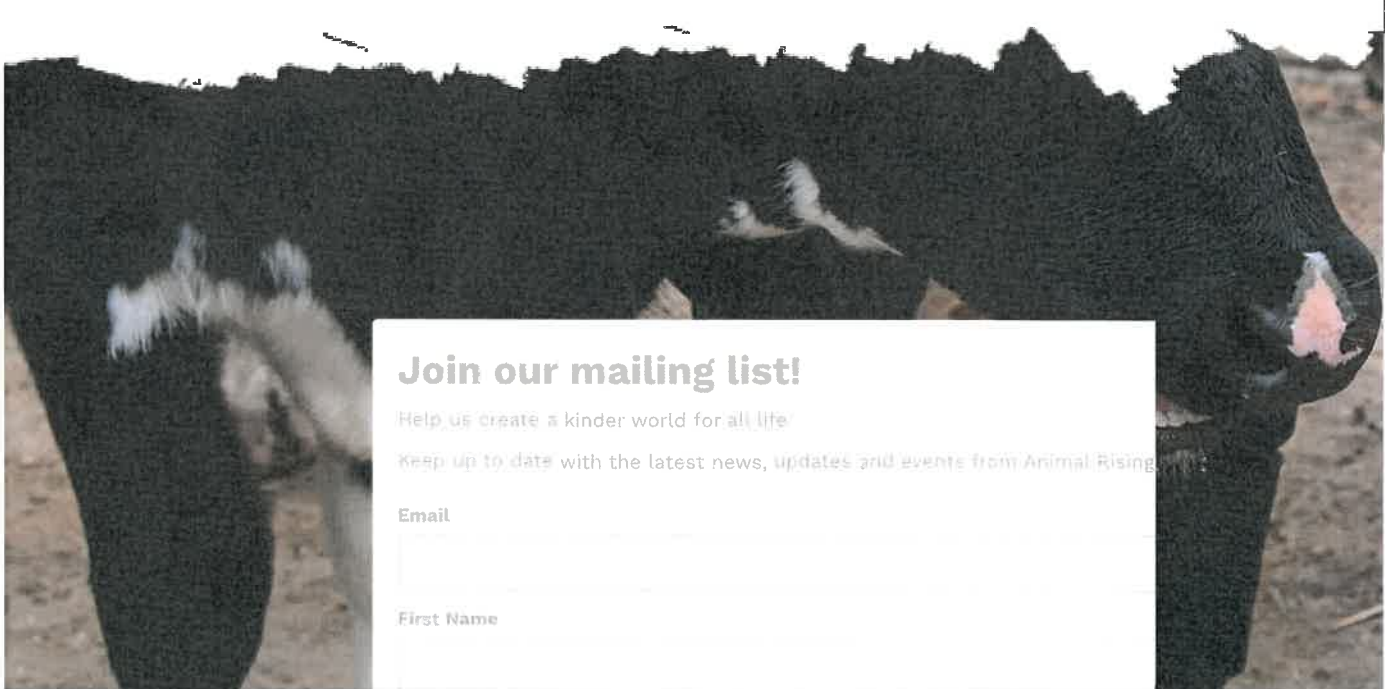 Join our mailing list!
Help us create a kinder world for all life
Keep up to date with the latest news, updates and events from Animal Rising.
Email
First Name